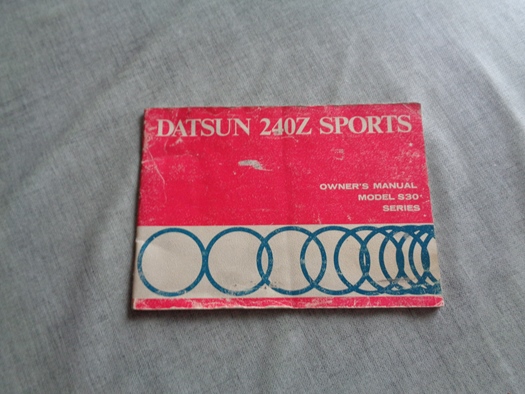 DATSUN 240Z SPORTS
OWNER'S MANUAL
MODEL S30
SERIES